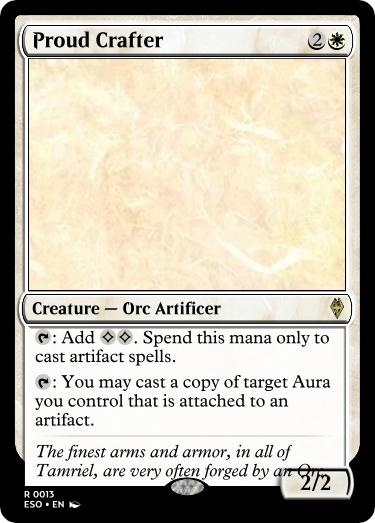 Proud Crafter 2
Creature — Orc Artificer
: Add . Spend this mana only to
cast artifact spells.
: You may cast a copy of target Aura
you control that is attached to an
artifact.
The finest arms and armor, in all of
Tamriel, are very often forged by an Orc.
2/2
R 0013
ESO • EN